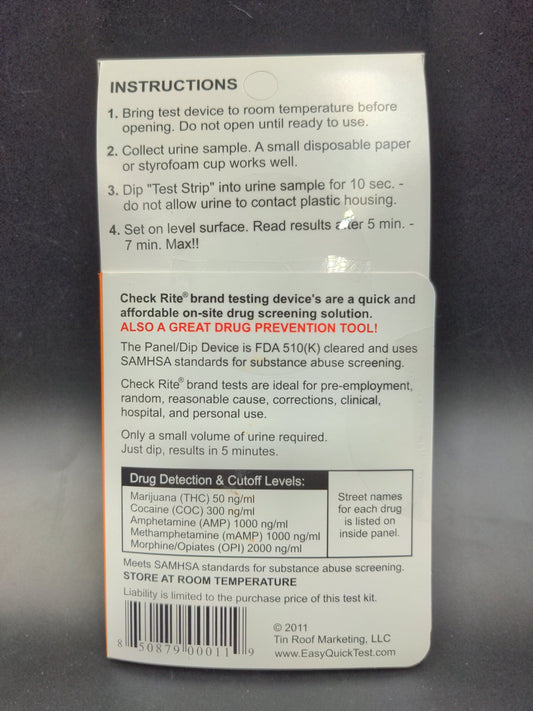 INSTRUCTIONS
1. Bring test device to room temperature before
opening. Do not open until ready to use.
2. Collect urine sample. A small disposable paper
or styrofoam cup works well.
3. Dip "Test Strip" into urine sample for 10 sec. -
do not allow urine to contact plastic housing.
4. Set on level surface. Read results after 5 min. -
7 min. Max!!
Check Rite® brand testing device's are a quick and
affordable on-site drug screening solution.
ALSO A GREAT DRUG PREVENTION TOOL!
The Panel/Dip Device is FDA 510(K) cleared and uses
SAMHSA standards for substance abuse screening.
Check Rite® brand tests are ideal for pre-employment,
random, reasonable cause, corrections, clinical,
hospital, and personal use.
Only a small volume of urine required.
Just dip, results in 5 minutes.
Drug Detection & Cutoff Levels:
Marijuana (THC) 50 ng/ml
Cocaine (COC) 300 ng/ml
Amphetamine (AMP) 1000 ng/ml
Methamphetamine (mAMP) 1000 ng/ml
Morphine/Opiates (OPI) 2000 ng/ml
Street names
for each drug
is listed on
inside panel.
Meets SAMHSA standards for substance abuse screening.
STORE AT ROOM TEMPERATURE
Liability is limited to the purchase price of this test kit.
8 50879 00011 9
© 2011
Tin Roof Marketing, LLC
www.EasyQuickTest.com